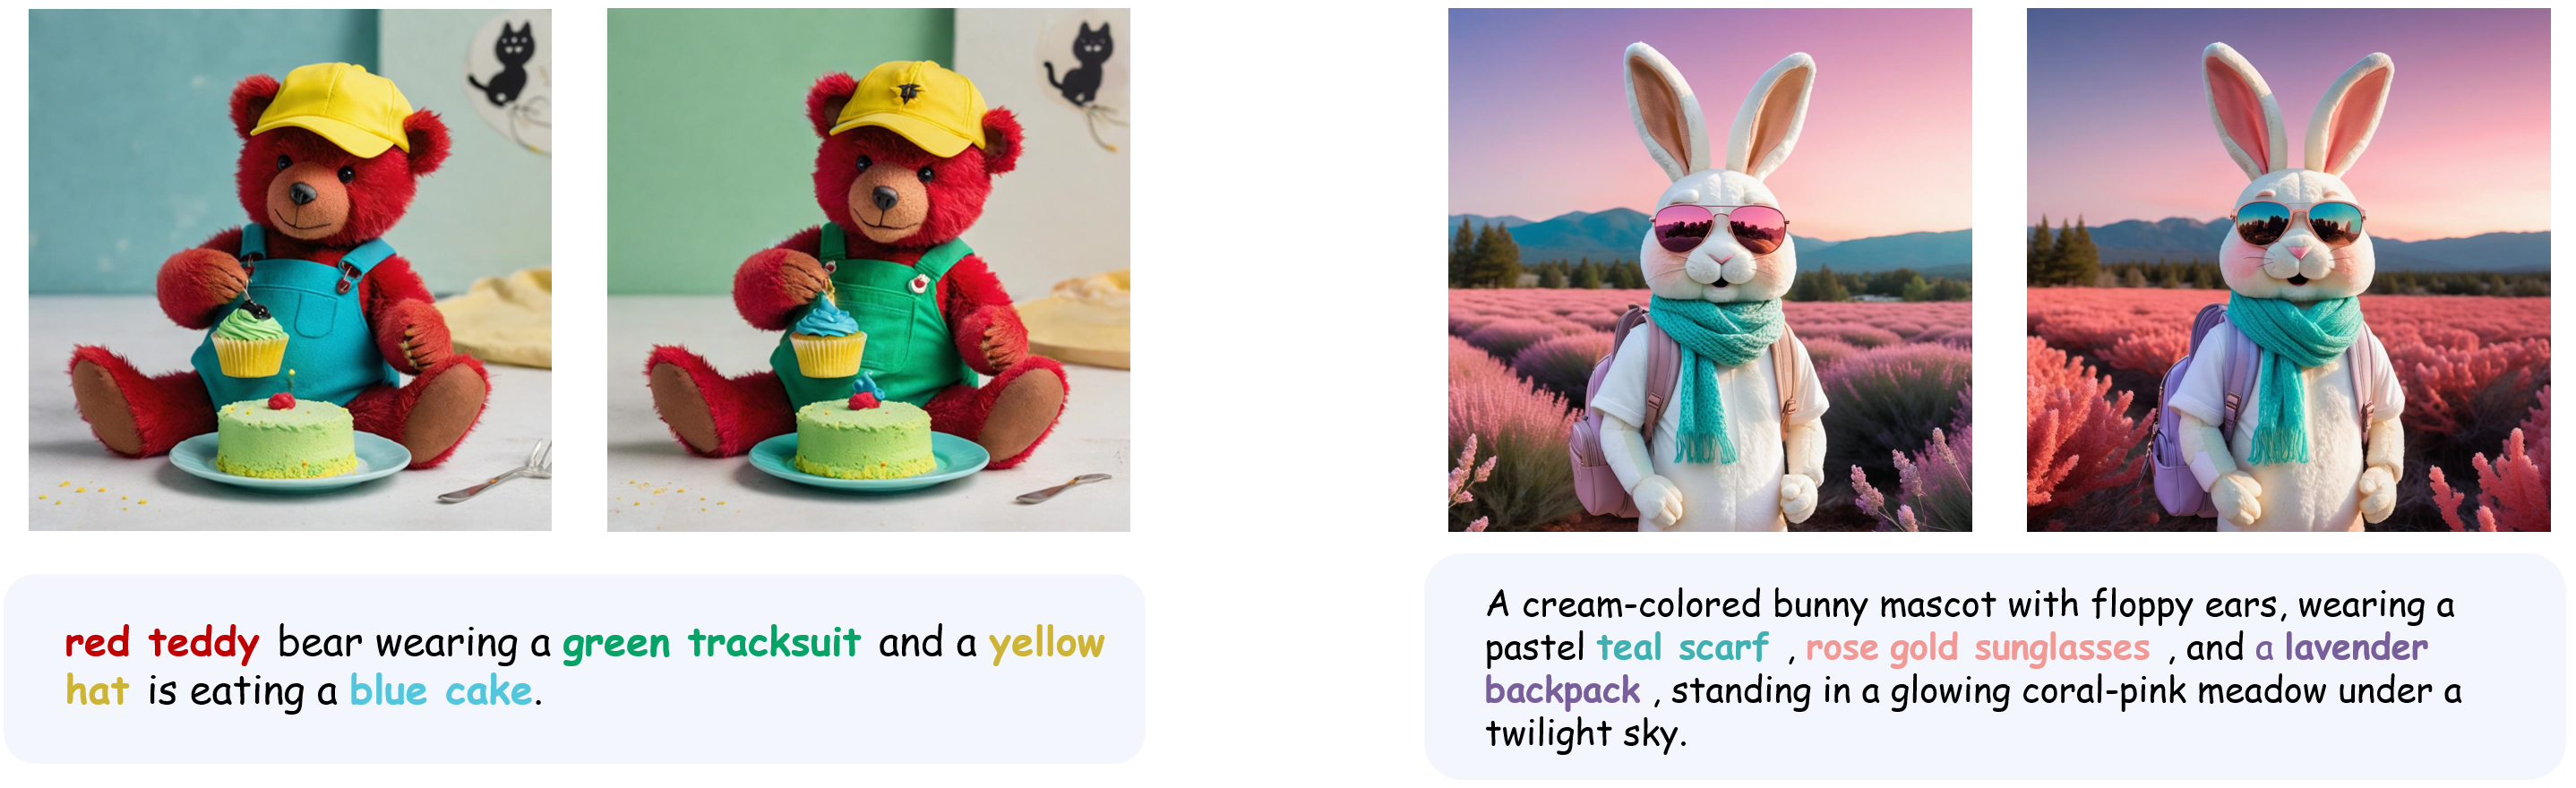 red teddy bear wearing a green tracksuit and a yellow
hat is eating a blue cake.
A cream-colored bunny mascot with floppy ears, wearing a
pastel teal scarf , rose gold sunglasses , and a lavender
backpack , standing in a glowing coral-pink meadow under a
twilight sky.